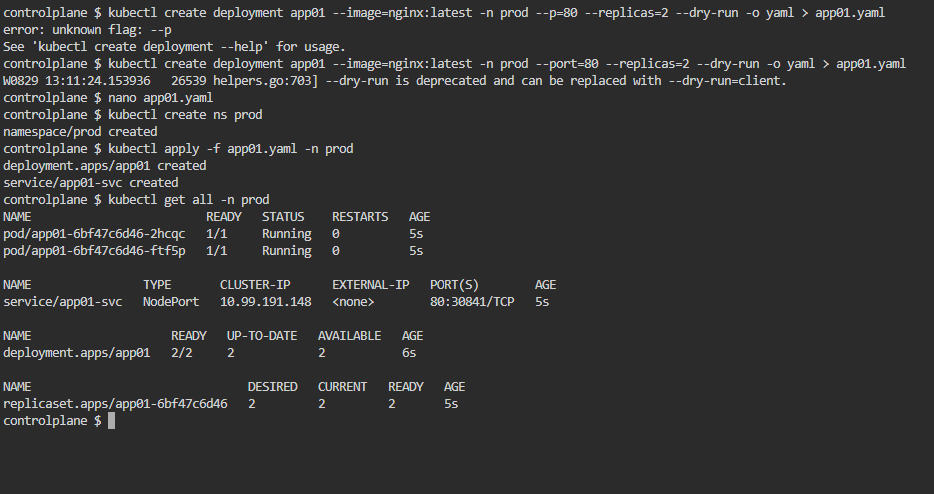 controlplane $ kubectl create deployment app01 --image=nginx:latest -n prod --p=80 --replicas=2 --dry-run -o yaml > app01.yaml
error: unknown flag: --p
See 'kubectl create deployment --help' for usage.
controlplane $ kubectl create deployment app01 --image=nginx:latest -n prod --port=80 --replicas=2 --dry-run -o yaml > app01.yaml
W0829 13:11:24.153936   26539 helpers.go:703] --dry-run is deprecated and can be replaced with --dry-run=client.
controlplane $ nano app01.yaml
controlplane $ kubectl create ns prod
namespace/prod created
controlplane $ kubectl apply -f app01.yaml -n prod
deployment.apps/app01 created
service/app01-svc created
controlplane $ kubectl get all -n prod
NAME                         READY   STATUS    RESTARTS   AGE
pod/app01-6bf47c6d46-2hcqc   1/1     Running   0          5s
pod/app01-6bf47c6d46-ftf5p   1/1     Running   0          5s
NAME                TYPE       CLUSTER-IP      EXTERNAL-IP   PORT(S)        AGE
service/app01-svc   NodePort   10.99.191.148   <none>        80:30841/TCP   5s
NAME                    READY   UP-TO-DATE   AVAILABLE   AGE
deployment.apps/app01   2/2     2            2           6s
NAME                               DESIRED   CURRENT   READY   AGE
replicaset.apps/app01-6bf47c6d46   2         2         2       5s
controlplane $